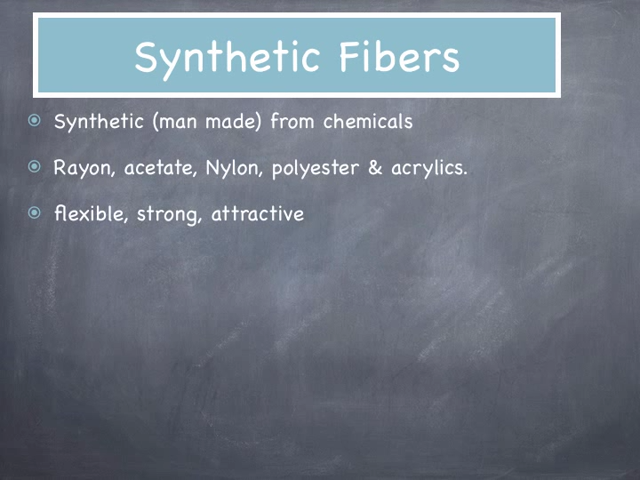 Synthetic Fibers
Synthetic (man made) from chemicals
Rayon, acetate, Nylon, polyester & acrylics.
flexible, strong, attractive